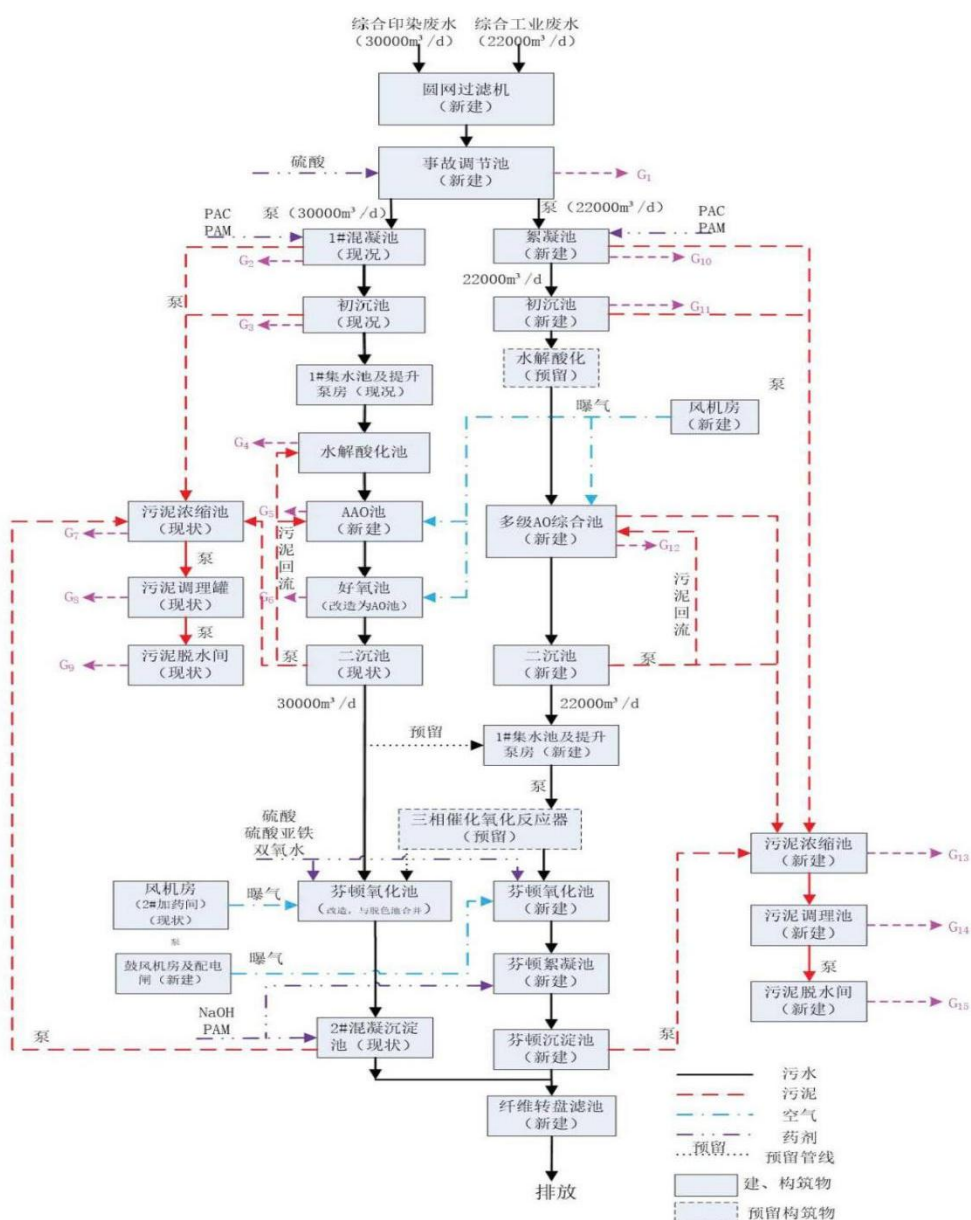 综合印染废水
（30000m³/d）
综合工业废水
（22000m³/d）
圆网过滤机
（新建）
硫酸
事故调节池
（新建）
G₁
泵（30000m³/d）
泵（22000m³/d）
PAC
PAM
1#混凝池
（现况）
G₂
絮凝池
（新建）
PAC
PAM
G₁₀
泵
22000m³/d
初沉池
（现况）
G₃
初沉池
（新建）
G₁₁
1#集水池及提升
泵房（现况）
水解酸化
（预留）
泵
曝气
风机房
（新建）
G₄
水解酸化池
污泥浓缩池
（现状）
G₇
G₅
AAO池
（新建）
多级AO综合池
（新建）
G₁₂
泵
污泥回流
污泥回流
污泥调理罐
（现状）
G₈
G₆
好氧池
（改造为AO池）
泵
污泥脱水间
（现状）
G₉
泵
二沉池
（现状）
二沉池
（新建）
泵
30000m³/d
22000m³/d
预留
1#集水池及提升
泵房（新建）
泵
硫酸
硫酸亚铁
双氧水
三相催化氧化反应器
（预留）
污泥浓缩池
（新建）
G₁₃
风机房
（2#加药间）
（现状）
曝气
芬顿氧化池
（改造，与脱色池合并）
芬顿氧化池
（新建）
污泥调理池
（新建）
G₁₄
泵
鼓风机房及配电
闸（新建）
曝气
芬顿絮凝池
（新建）
泵
污泥脱水间
（新建）
G₁₅
NaOH
PAM
泵
2#混凝沉淀
池（现状）
芬顿沉淀池
（新建）
泵
纤维转盘滤池
（新建）
排放
污水
污泥
空气
药剂
预留
预留管线
建、构筑物
预留构筑物